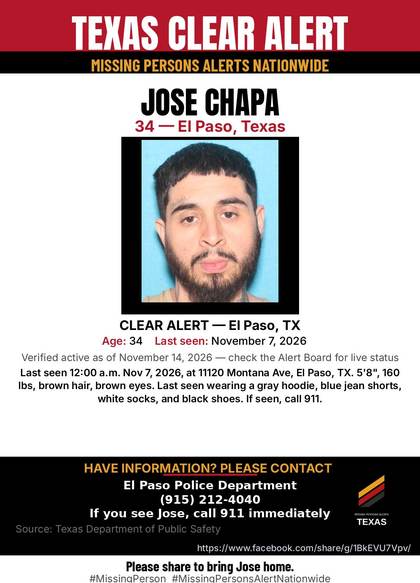 TEXAS CLEAR ALERT
MISSING PERSONS ALERTS NATIONWIDE
JOSE CHAPA
34 — El Paso, Texas
CLEAR ALERT — El Paso, TX
Age: 34 Last seen: November 7, 2026
Verified active as of November 14, 2026 — check the Alert Board for live status
Last seen 12:00 a.m. Nov 7, 2026, at 11120 Montana Ave, El Paso, TX. 5'8", 160
lbs, brown hair, brown eyes. Last seen wearing a gray hoodie, blue jean shorts,
white socks, and black shoes. If seen, call 911.
HAVE INFORMATION? PLEASE CONTACT
El Paso Police Department
(915) 212-4040
If you see Jose, call 911 immediately
TEXAS
Source: Texas Department of Public Safety
https://www.facebook.com/share/g/1BkEVU7Vpv/
Please share to bring Jose home.
#MissingPerson #MissingPersonsAlertNationwide